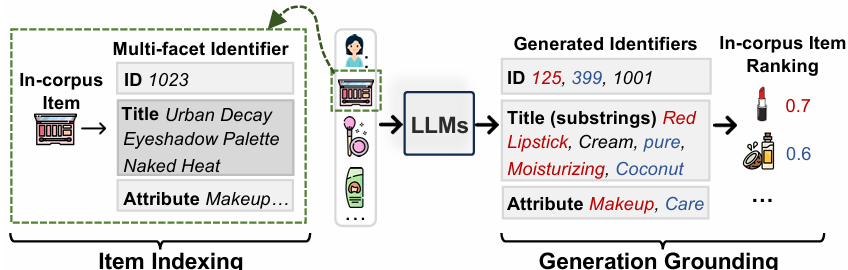 Multi-facet Identifier
In-corpus
Item
ID 1023
Title Urban Decay
Eyeshadow Palette
Naked Heat
Attribute Makeup...
Item Indexing
:
...
LLMs
Generated Identifiers
ID 125, 399, 1001
Title (substrings) Red
Lipstick, Cream, pure,
Moisturizing, Coconut
Attribute Makeup, Care
Generation Grounding
In-corpus Item
Ranking
0.7
0.6
...